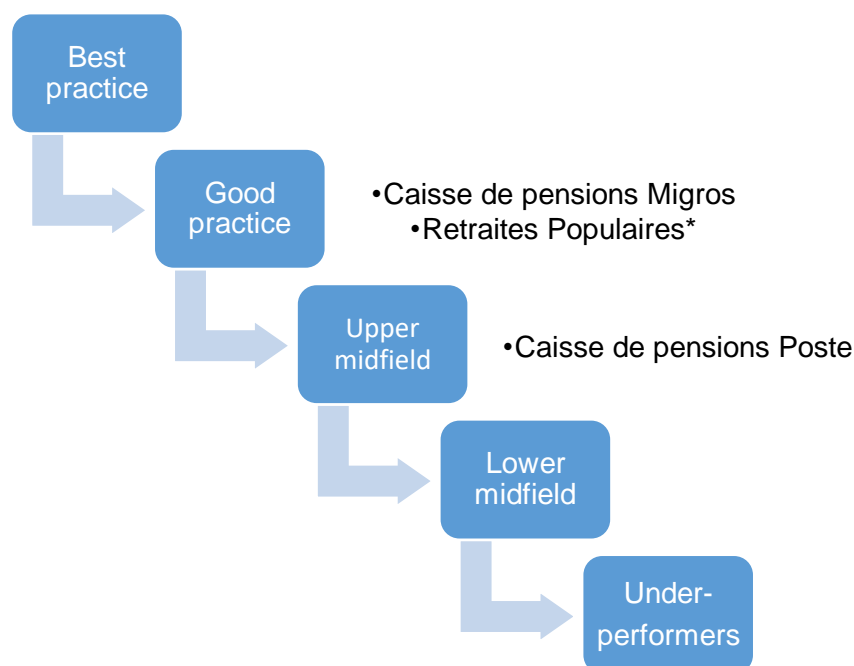 Best
practice
Good
practice
•Caisse de pensions Migros
•Retraites Populaires*
Upper
midfield
•Caisse de pensions Poste
Lower
midfield
Under-
performers